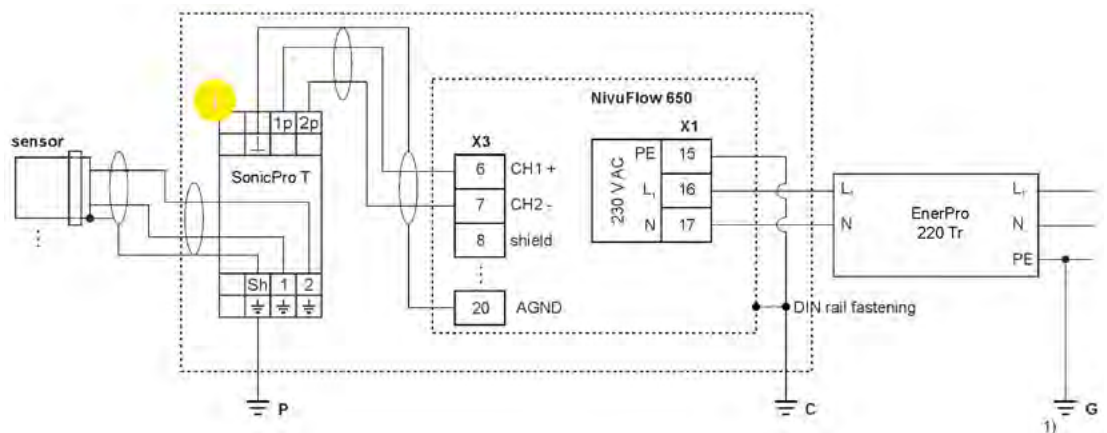 NivuFlow 650
sensor
1p 2p
SonicPro T
Sh 1 2
X3
6 CH1 +
7 CH2 -
8 shield
20 AGND
X1
230 V AC
PE 15
L1 16
N 17
L1
N
EnerPro
220 Tr
L1'
N
PE
DIN rail fastening
P
C
G
1)